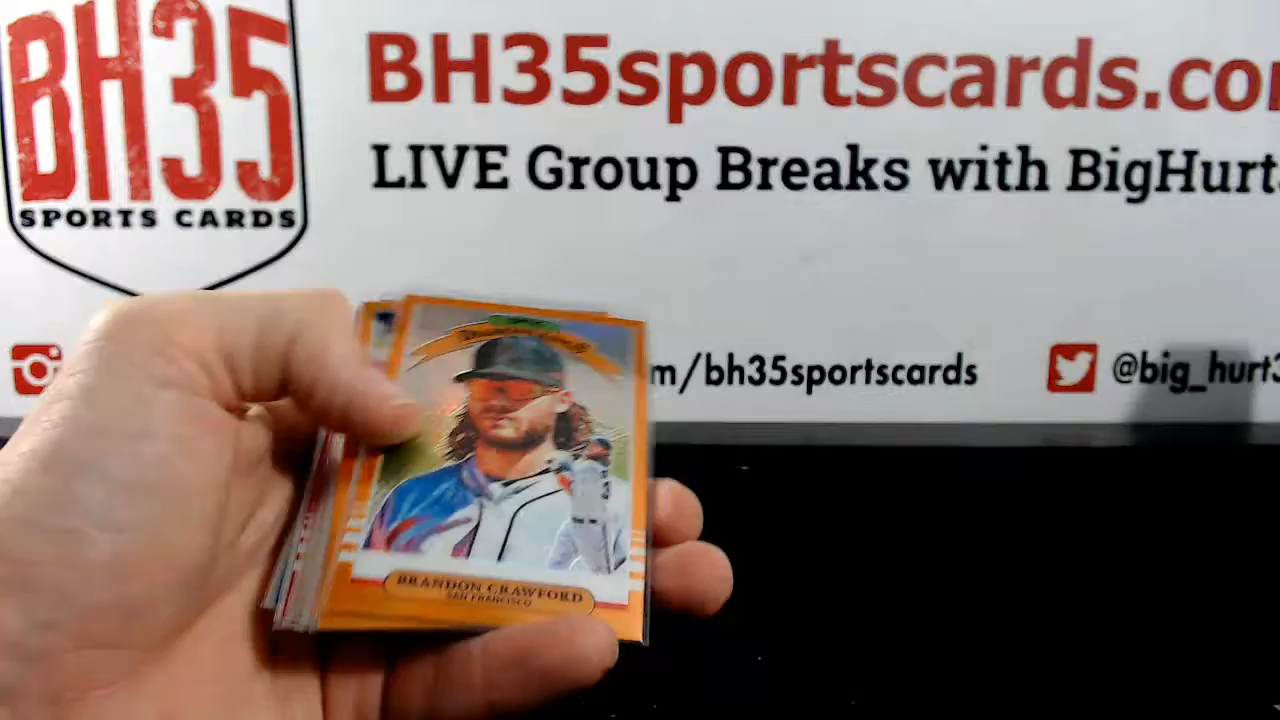 BH35
SPORTS CARDS
BH35sportscards.co
LIVE Group Breaks with BigHurt
m/bh35sportscards
@big_hurt3
BRANDON CRAWFORD
SAN FRANCISCO